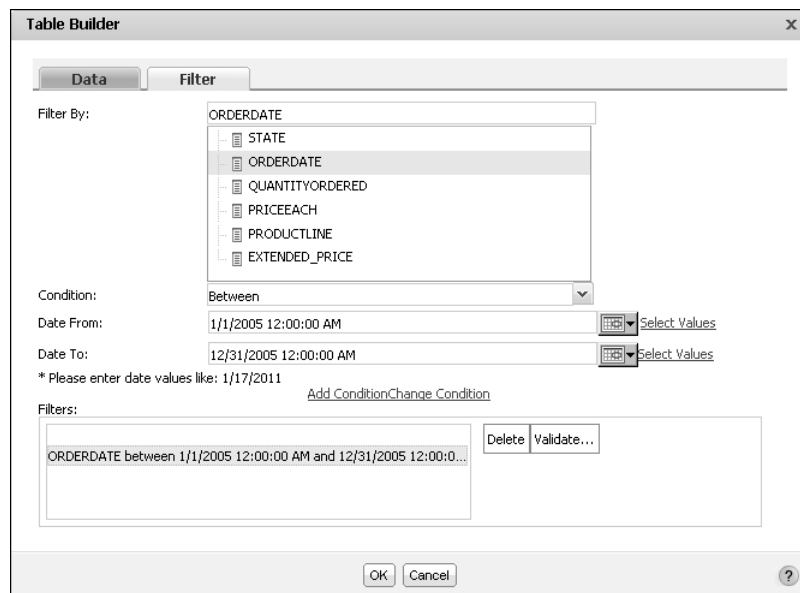 Table Builder x
Data Filter
Filter By: ORDERDATE
STATE
ORDERDATE
QUANTITYORDERED
PRICEEACH
PRODUCTLINE
EXTENDED_PRICE
Condition: Between
Date From: 1/1/2005 12:00:00 AM Select Values
Date To: 12/31/2005 12:00:00 AM Select Values
* Please enter date values like: 1/17/2011
Add ConditionChange Condition
Filters:
Delete Validate...
ORDERDATE between 1/1/2005 12:00:00 AM and 12/31/2005 12:00:0...
OK Cancel ?